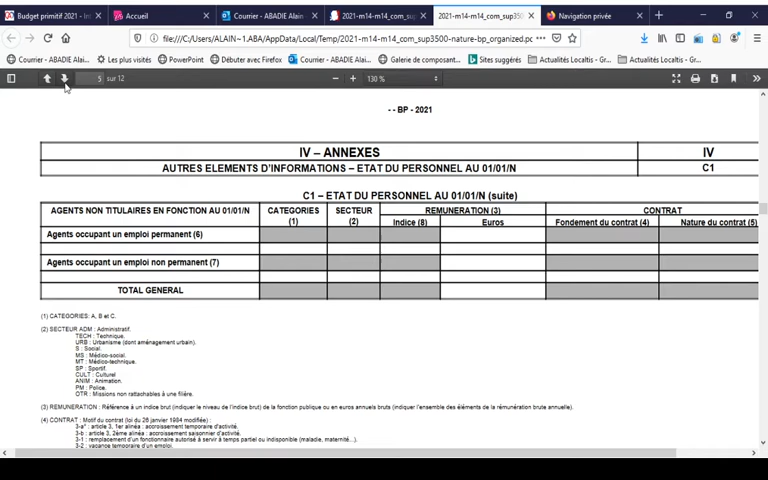 Budget primitif 2021 - In
Accueil
Courrier - ABADIE Alain
2021-m14-m14_com_sup
2021-m14-m14_com_sup3500
Navigation privée
file:///C:/Users/ALAIN~1.ABA/AppData/Local/Temp/2021-m14-m14_com_sup3500-nature-bp_organized.pc
Courrier – ABADIE Alai...
Les plus visités
PowerPoint
Débuter avec Firefox
Galerie de composant...
Sites suggérés
Actualités Localtis - Gr...
Actualités Localtis - Gr...
5 sur 12
130 %
- - BP - 2021
IV – ANNEXES IV
AUTRES ELEMENTS D'INFORMATIONS – ETAT DU PERSONNEL AU 01/01/N C1
C1 – ETAT DU PERSONNEL AU 01/01/N (suite)
AGENTS NON TITULAIRES EN FONCTION AU 01/01/N CATEGORIES SECTEUR REMUNERATION (3) CONTRAT
(1) (2) Indice (8) Euros Fondement du contrat (4) Nature du contrat (5)
Agents occupant un emploi permanent (6)
Agents occupant un emploi non permanent (7)
TOTAL GENERAL
(1) CATEGORIES: A, B et C.
(2) SECTEUR ADM : Administratif.
TECH : Technique.
URB : Urbanisme (dont aménagement urbain).
S : Social.
MS : Médico-social.
MT : Médico-technique.
SP : Sportif.
CULT : Culturel
ANIM : Animation.
PM : Police.
OTR : Missions non rattachables à une filière.
(3) REMUNERATION : Référence à un indice brut (indiquer le niveau de l'indice brut) de la fonction publique ou en euros annuels bruts (indiquer l'ensemble des éléments de la rémunération brute annuelle).
(4) CONTRAT : Motif du contrat (loi du 26 janvier 1984 modifiée) :
3-a° : article 3, 1er alinéa : accroissement temporaire d'activité.
3-b : article 3, 2ème alinéa : accroissement saisonnier d'activité.
3-1 : remplacement d'un fonctionnaire autorisé à servir à temps partiel ou indisponible (maladie, maternité...).
3-2 : vacance temporaire d'un emploi.